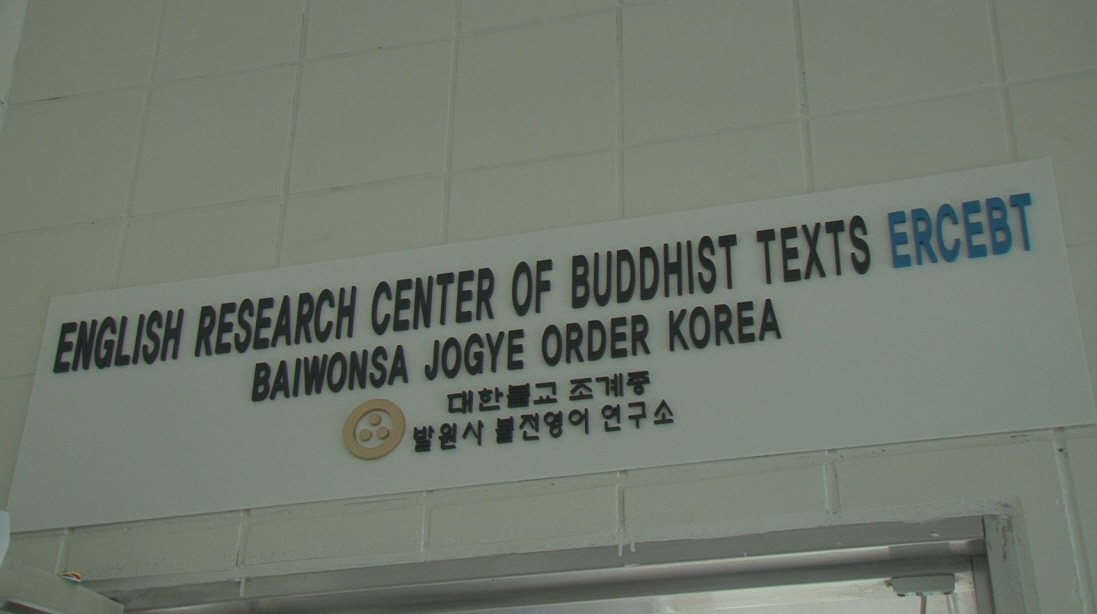 ENGLISH RESEARCH CENTER OF BUDDHIST TEXTS ERCEBT
BAIWONSA JOGYE ORDER KOREA
대한불교 조계종
발원사 불전영어 연구소